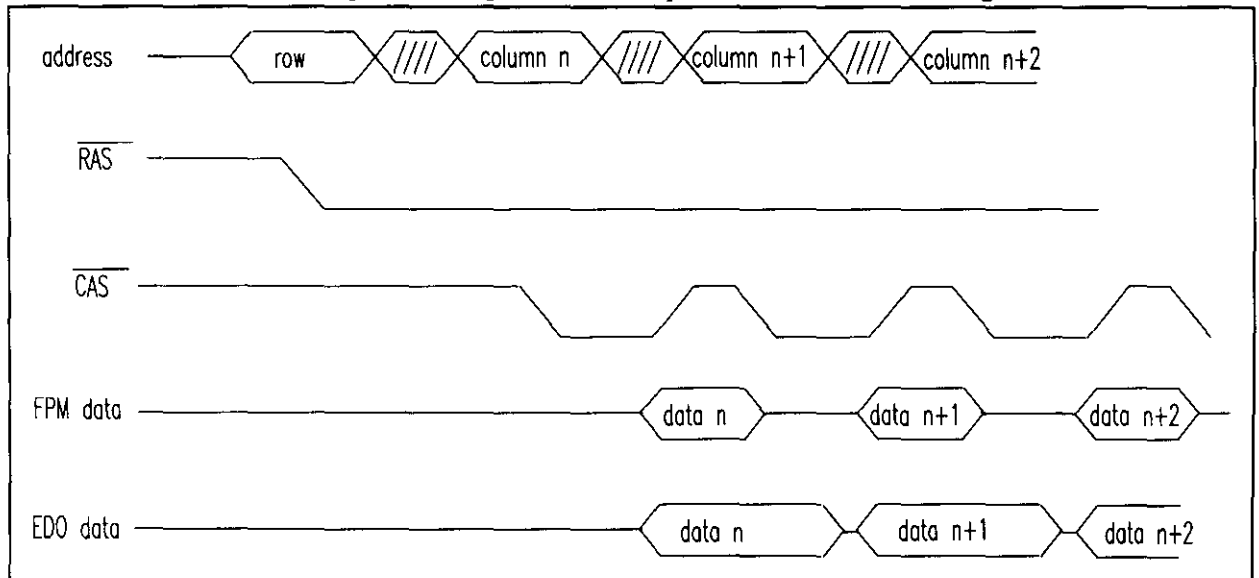 address row //// column n //// column n+1 //// column n+2
RAS
CAS
FPM data data n data n+1 data n+2
EDO data data n data n+1 data n+2